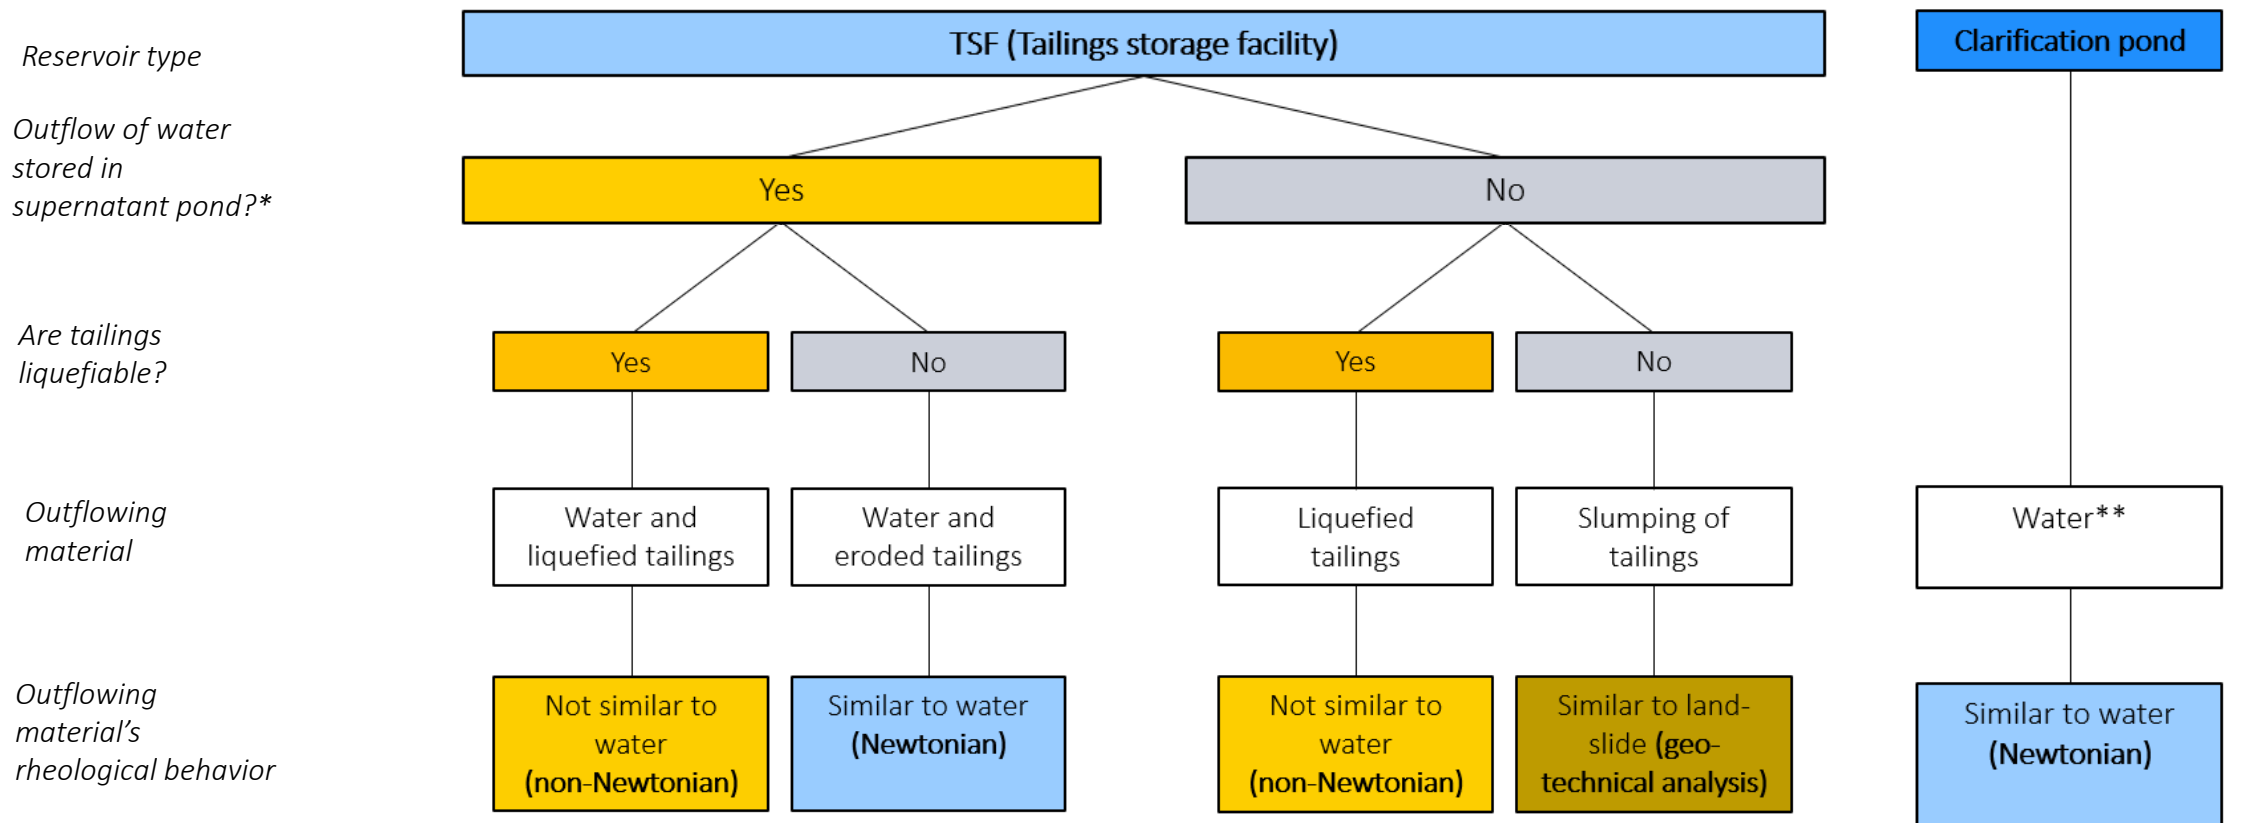 Reservoir type
TSF (Tailings storage facility)
Clarification pond
Outflow of water
stored in
supernatant pond?*
Yes
No
Are tailings
liquefiable?
Yes
No
Yes
No
Outflowing
material
Water and
liquefied tailings
Water and
eroded tailings
Liquefied
tailings
Slumping of
tailings
Water**
Outflowing
material’s
rheological behavior
Not similar to
water
(non-Newtonian)
Similar to water
(Newtonian)
Not similar to
water
(non-Newtonian)
Similar to land-
slide (geo-
technical analysis)
Similar to water
(Newtonian)